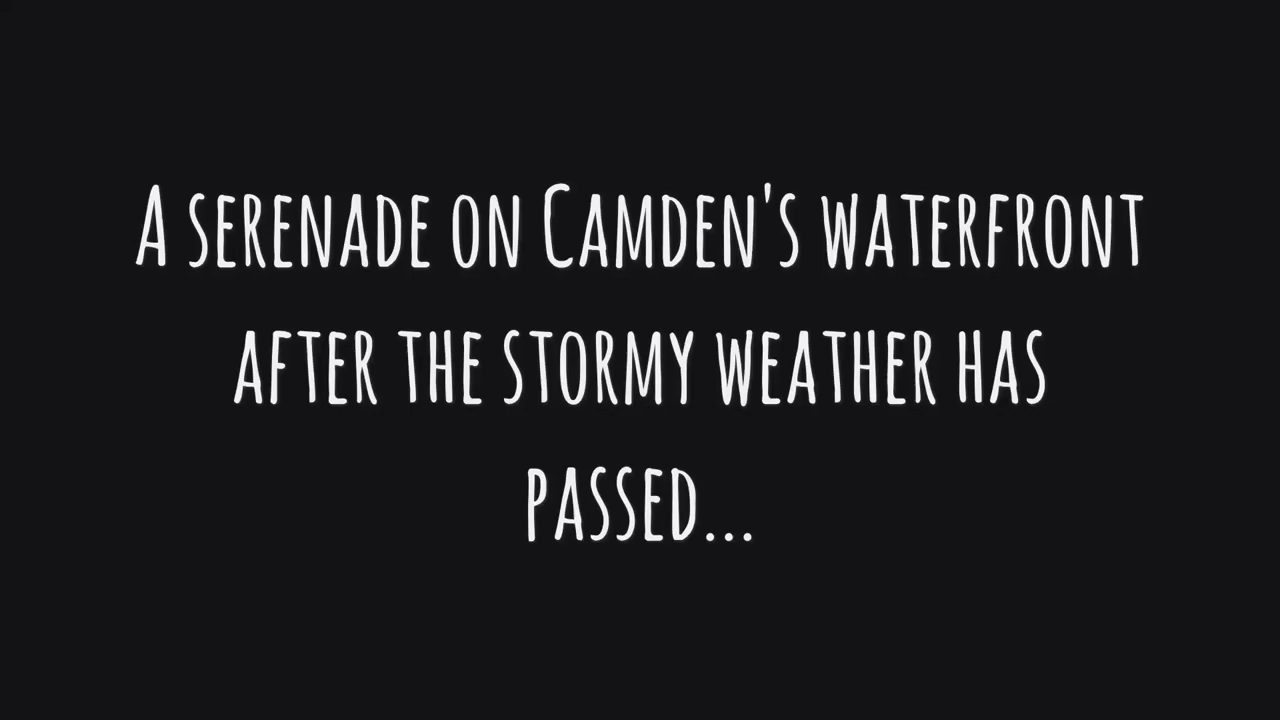 A serenade on Camden's waterfront
after the stormy weather has
passed...